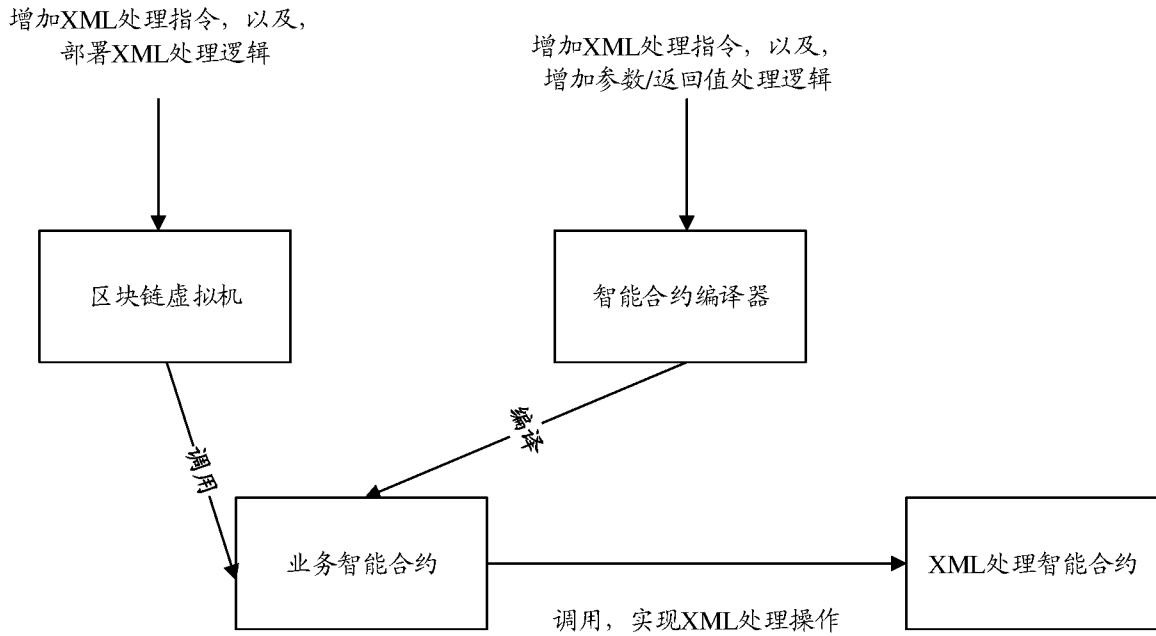 增加XML处理指令，以及，
部署XML处理逻辑
增加XML处理指令，以及，
增加参数/返回值处理逻辑
区块链虚拟机
智能合约编译器
编译
调用
业务智能合约
XML处理智能合约
调用，实现XML处理操作